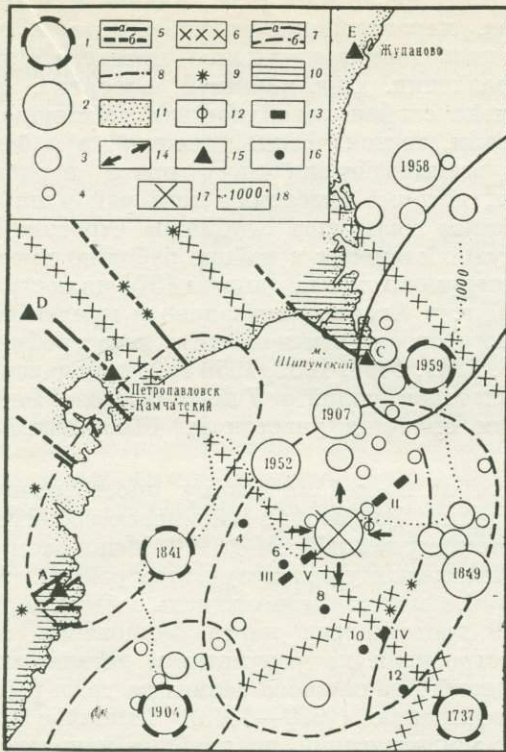 1
а
б
5
6
а
б
7
2
8
9
10
3
11
12
13
4
14
15
16
17
1000
18
E
Жупаново
1958
1000
D
B
Петропавловск
Камчатский
м.
Шипунский
C
1959
1907
1952
I
II
4
1841
6
III
V
1849
A
8
10
IV
12
1904
1737